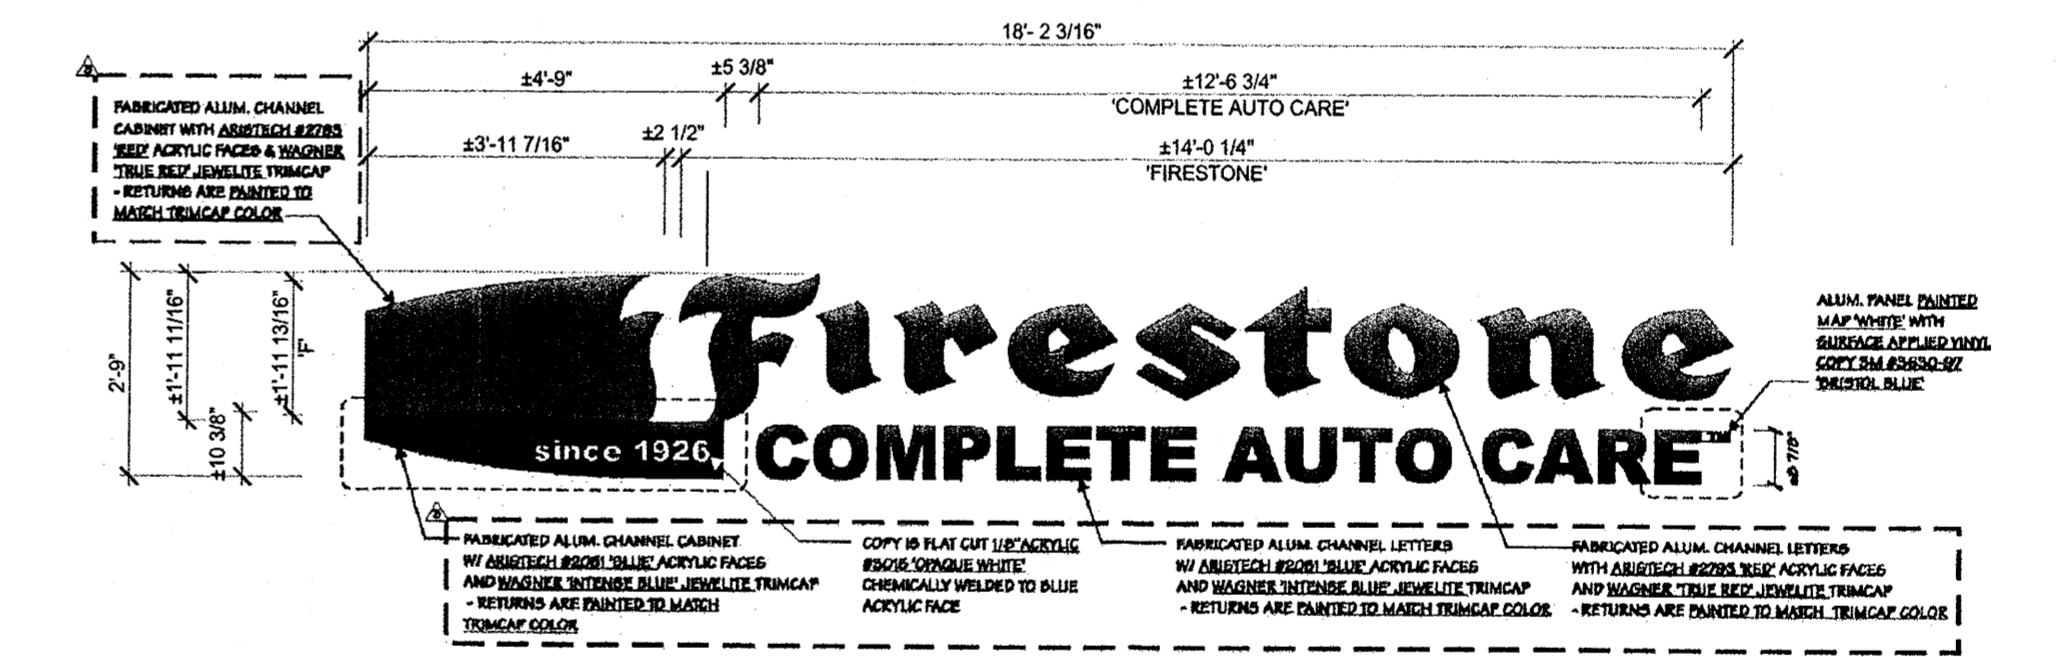 18'- 2 3/16"
±4'-9"
±5 3/8"
±12'-6 3/4"
'COMPLETE AUTO CARE'
±3'-11 7/16"
±2 1/2"
±14'-0 1/4"
'FIRESTONE'
FABRICATED ALUM. CHANNEL
CABINET WITH ARISTECH #2793
'RED' ACRYLIC FACES & WAGNER
'TRUE RED' JEWELITE TRIMCAP
- RETURNS ARE PAINTED TO
MATCH TRIMCAP COLOR
2'-9"
±1'-11 11/16"
±10 3/8"
±1'-11 13/16"
'F'
Firestone
since 1926
COMPLETE AUTO CARE
TM
ALUM. PANEL PAINTED
MAP 'WHITE' WITH
SURFACE APPLIED VINYL
COPY 3M #3630-97
'BRISTOL BLUE'
FABRICATED ALUM. CHANNEL CABINET
W/ ARISTECH #2051 'BLUE' ACRYLIC FACES
AND WAGNER 'INTENSE BLUE' JEWELITE TRIMCAP
- RETURNS ARE PAINTED TO MATCH
TRIMCAP COLOR
COPY IS FLAT CUT 1/8" ACRYLIC
#3015 'OPAQUE WHITE'
CHEMICALLY WELDED TO BLUE
ACRYLIC FACE
FABRICATED ALUM. CHANNEL LETTERS
W/ ARISTECH #2051 'BLUE' ACRYLIC FACES
AND WAGNER 'INTENSE BLUE' JEWELITE TRIMCAP
- RETURNS ARE PAINTED TO MATCH TRIMCAP COLOR
FABRICATED ALUM. CHANNEL LETTERS
WITH ARISTECH #2793 'RED' ACRYLIC FACES
AND WAGNER 'TRUE RED' JEWELITE TRIMCAP
- RETURNS ARE PAINTED TO MATCH TRIMCAP COLOR